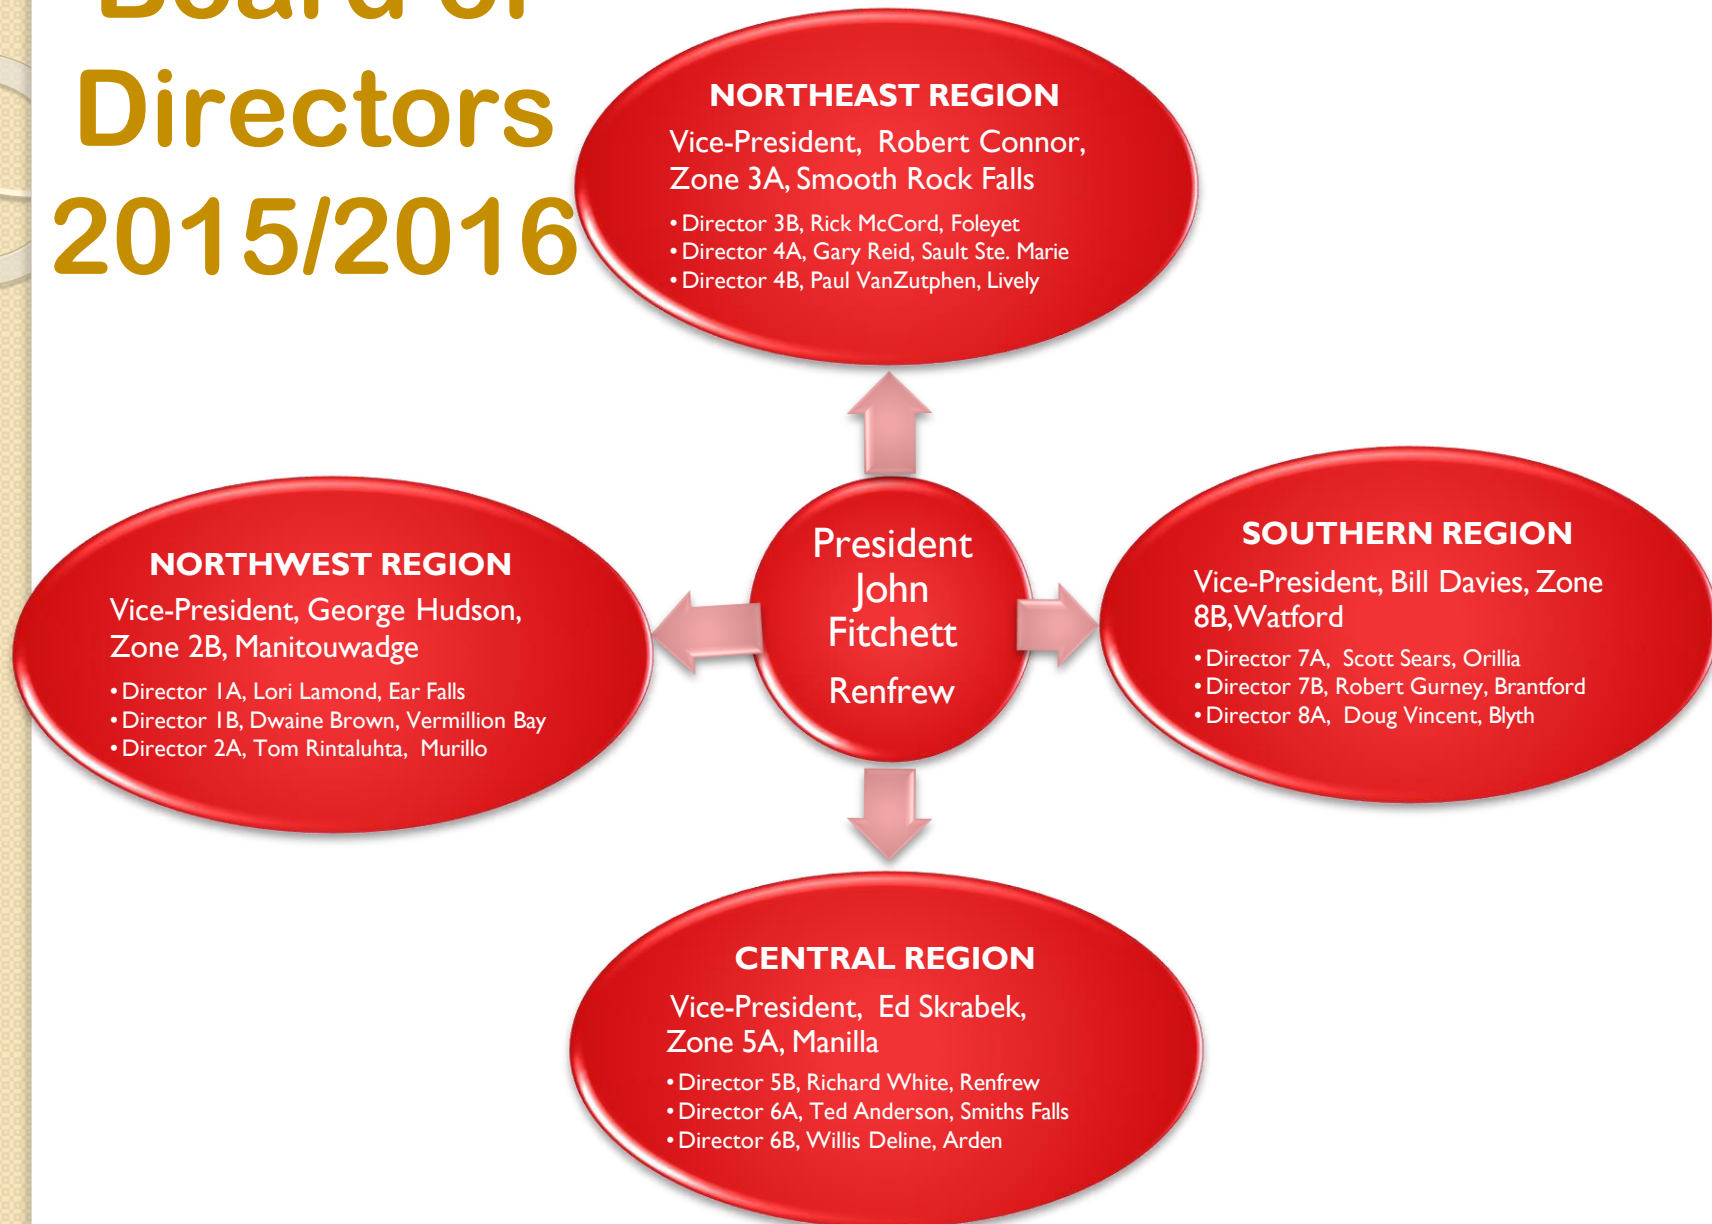 Board of
Directors
2015/2016
NORTHEAST REGION
Vice-President, Robert Connor,
Zone 3A, Smooth Rock Falls
• Director 3B, Rick McCord, Foleyet
• Director 4A, Gary Reid, Sault Ste. Marie
• Director 4B, Paul VanZutphen, Lively
NORTHWEST REGION
Vice-President, George Hudson,
Zone 2B, Manitouwadge
• Director 1A, Lori Lamond, Ear Falls
• Director 1B, Dwaine Brown, Vermillion Bay
• Director 2A, Tom Rintaluhta, Murillo
President
John
Fitchett
Renfrew
SOUTHERN REGION
Vice-President, Bill Davies, Zone
8B,Watford
• Director 7A, Scott Sears, Orillia
• Director 7B, Robert Gurney, Brantford
• Director 8A, Doug Vincent, Blyth
CENTRAL REGION
Vice-President, Ed Skrabek,
Zone 5A, Manilla
• Director 5B, Richard White, Renfrew
• Director 6A, Ted Anderson, Smiths Falls
• Director 6B, Willis Deline, Arden